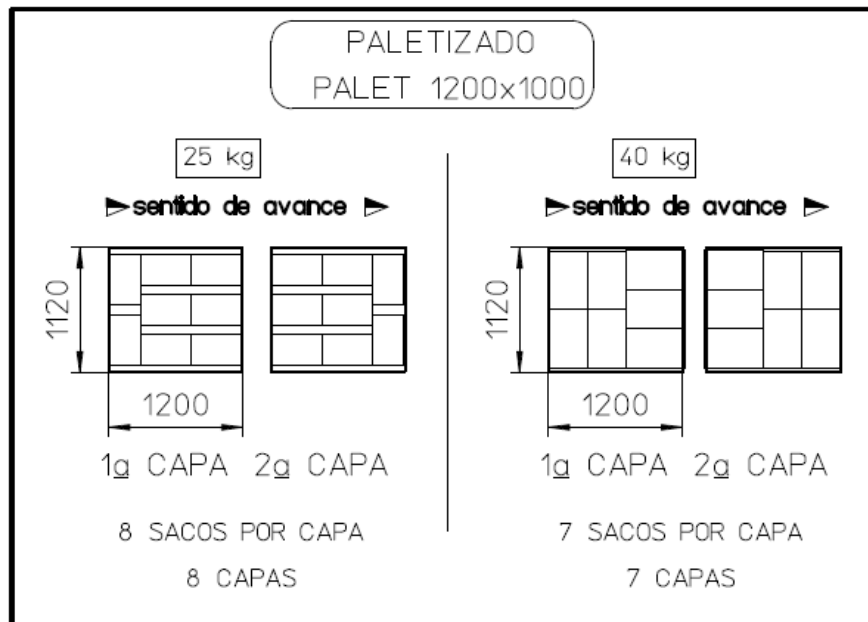 PALETIZADO
PALET 1200x1000
25 kg
sentido de avance
1120
1200
1a CAPA 2a CAPA
8 SACOS POR CAPA
8 CAPAS
40 kg
sentido de avance
1120
1200
1a CAPA 2a CAPA
7 SACOS POR CAPA
7 CAPAS